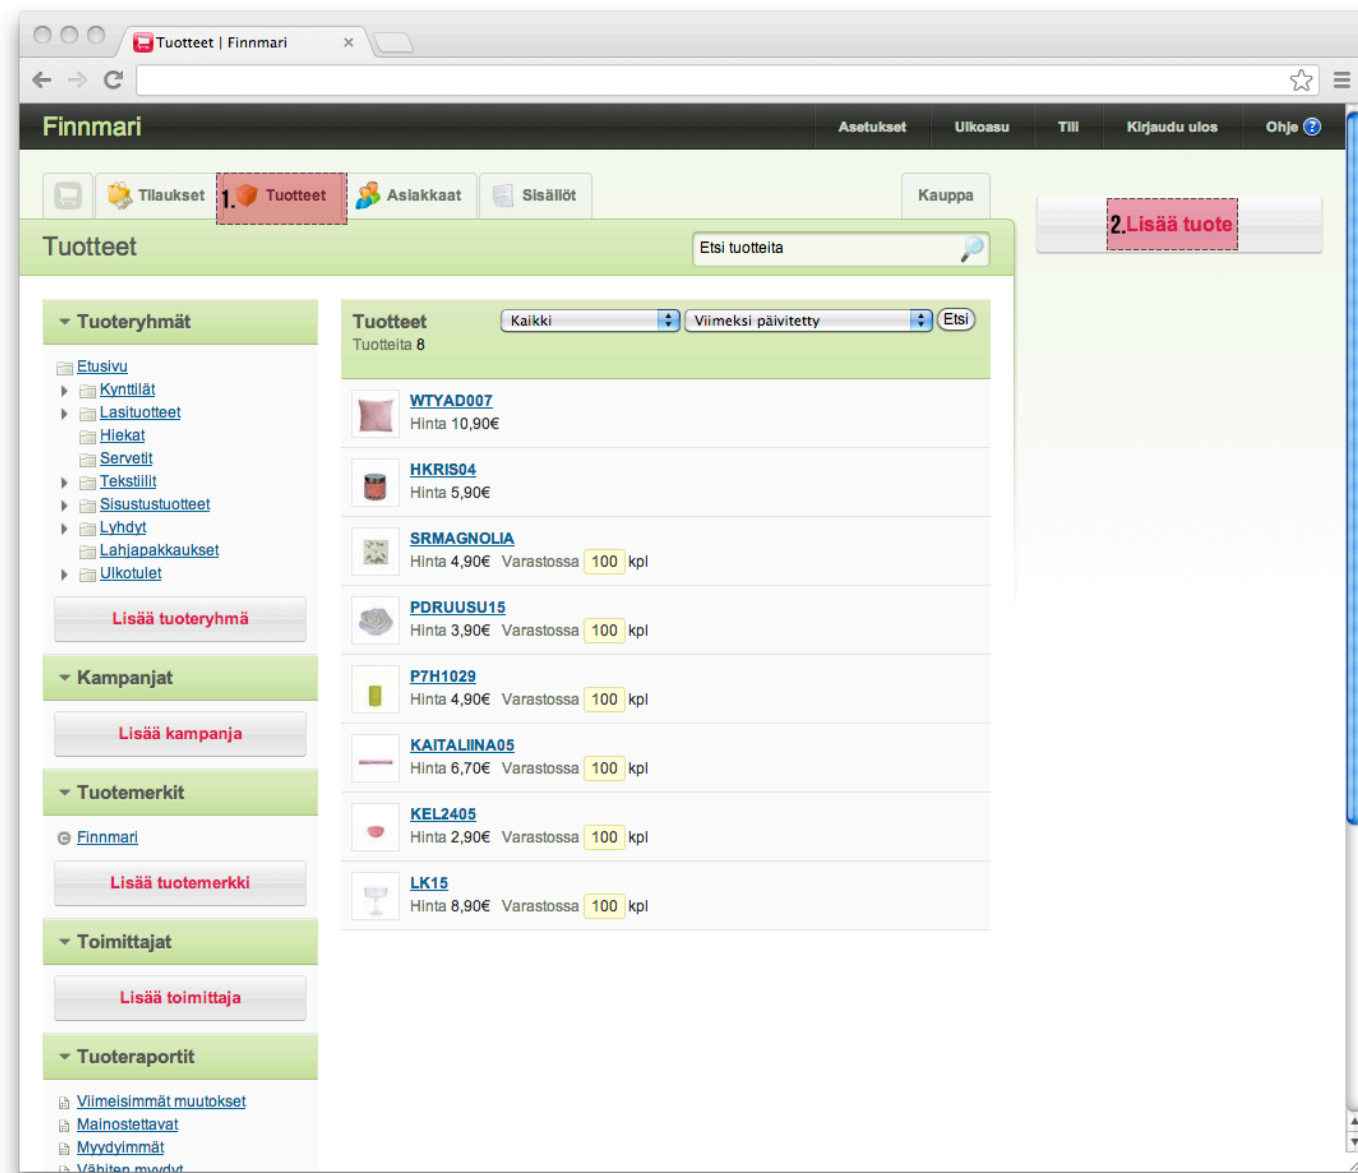 Tuotteet | Finnmari
Finnmari
Asetukset Ulkoasu Tili Kirjaudu ulos Ohje ?
Tilaukset 1. Tuotteet Asiakkaat Sisällöt Kauppa
2. Lisää tuote
Tuotteet Etsi tuotteita
Tuoteryhmät
Etusivu
Kynttilät
Lasituotteet
Hiekat
Servetit
Tekstiilit
Sisustustuotteet
Lyhdyt
Lahjapakkaukset
Ulkotulet
Lisää tuoteryhmä
Kampanjat
Lisää kampanja
Tuotemerkit
Finnmari
Lisää tuotemerkki
Toimittajat
Lisää toimittaja
Tuoteraportit
Viimeisimmät muutokset
Mainostettavat
Myydyimmät
Vähiten myydyt
Tuotteet Kaikki Viimeksi päivitetty Etsi
Tuotteita 8
WTYAD007
Hinta 10,90€
HKRIS04
Hinta 5,90€
SRMAGNOLIA
Hinta 4,90€ Varastossa 100 kpl
PDRUUSU15
Hinta 3,90€ Varastossa 100 kpl
P7H1029
Hinta 4,90€ Varastossa 100 kpl
KAITALIINA05
Hinta 6,70€ Varastossa 100 kpl
KEL2405
Hinta 2,90€ Varastossa 100 kpl
LK15
Hinta 8,90€ Varastossa 100 kpl